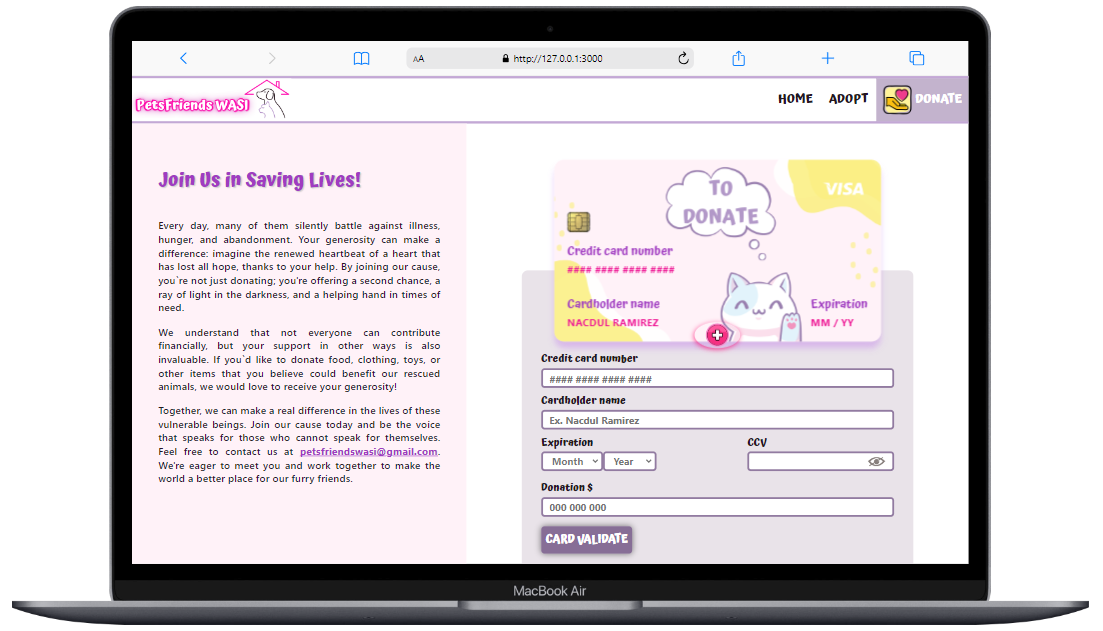 AA
http://127.0.0.1:3000
PetsFriends WASI
HOME
ADOPT
DONATE
Join Us in Saving Lives!
Every day, many of them silently battle against illness,
hunger, and abandonment. Your generosity can make a
difference: imagine the renewed heartbeat of a heart that
has lost all hope, thanks to your help. By joining our cause,
you`re not just donating; you're offering a second chance, a
ray of light in the darkness, and a helping hand in times of
need.
We understand that not everyone can contribute
financially, but your support in other ways is also
invaluable. If you`d like to donate food, clothing, toys, or
other items that you believe could benefit our rescued
animals, we would love to receive your generosity!
Together, we can make a real difference in the lives of these
vulnerable beings. Join our cause today and be the voice
that speaks for those who cannot speak for themselves.
Feel free to contact us at petsfriendswasi@gmail.com.
We're eager to meet you and work together to make the
world a better place for our furry friends.
TO
DONATE
VISA
Credit card number
#### #### #### ####
Cardholder name
NACDUL RAMIREZ
Expiration
MM / YY
Credit card number
#### #### #### ####
Cardholder name
Ex. Nacdul Ramirez
Expiration
CCV
Month
Year
Donation $
000 000 000
CARD VALIDATE
MacBook Air